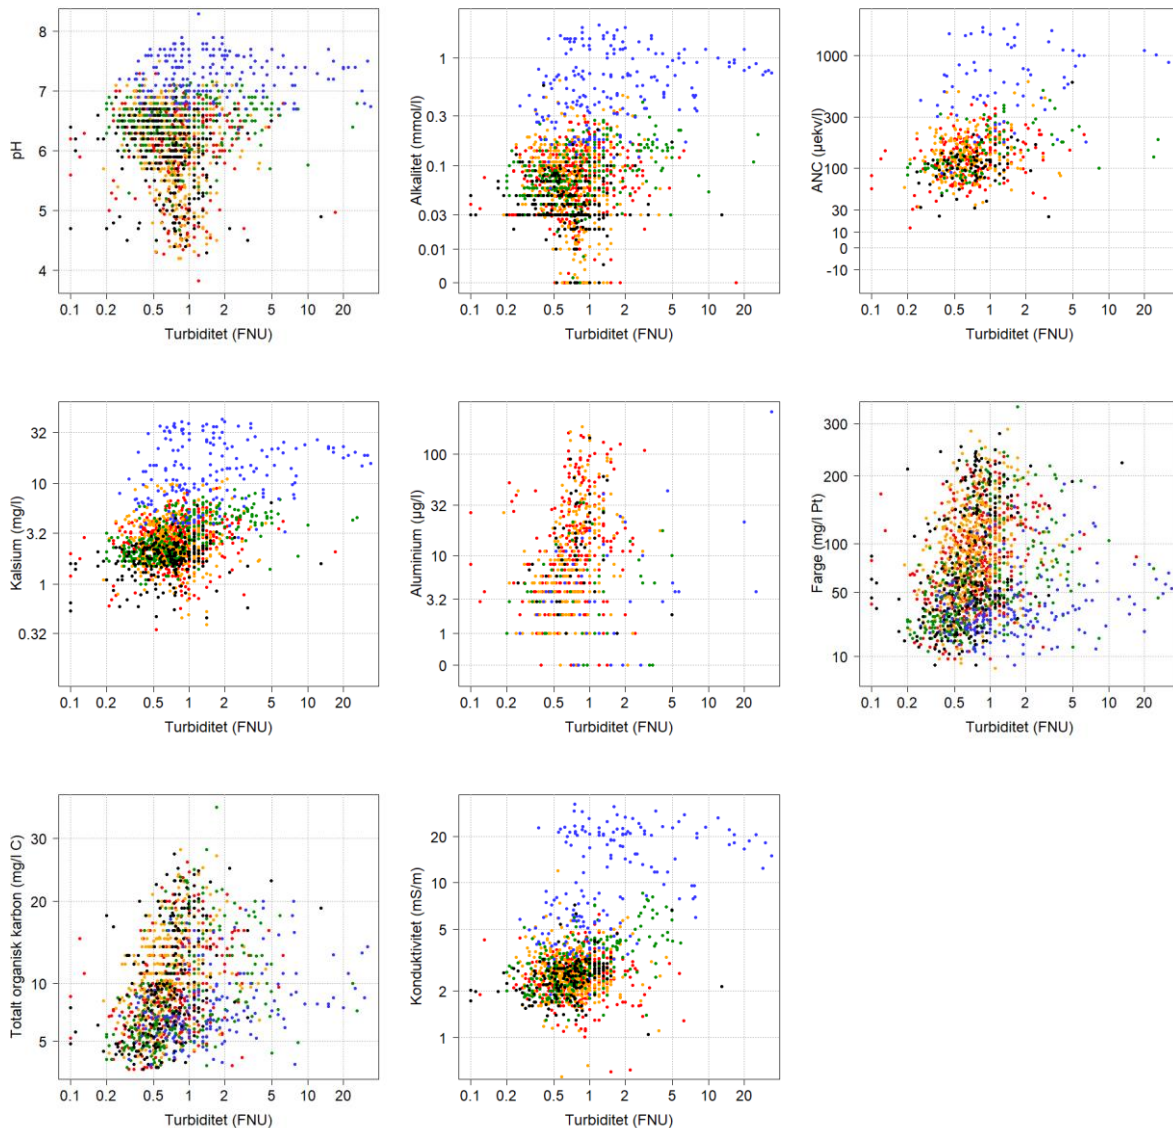 8
7
6
5
4
pH
0.1 0.2 0.5 1 2 5 10 20
Turbiditet (FNU)
1
0.3
0.1
0.03
0.01
0
Alkalitet (mmol/l)
0.1 0.2 0.5 1 2 5 10 20
Turbiditet (FNU)
1000
300
100
30
10
0
-10
ANC (µekv/l)
0.1 0.2 0.5 1 2 5 10 20
Turbiditet (FNU)
32
10
3.2
1
0.32
Kalsium (mg/l)
0.1 0.2 0.5 1 2 5 10 20
Turbiditet (FNU)
100
32
10
3.2
1
0
Aluminium (µg/l)
0.1 0.2 0.5 1 2 5 10 20
Turbiditet (FNU)
300
200
100
50
10
Farge (mg/l Pt)
0.1 0.2 0.5 1 2 5 10 20
Turbiditet (FNU)
30
20
10
5
Totalt organisk karbon (mg/l C)
0.1 0.2 0.5 1 2 5 10 20
Turbiditet (FNU)
20
10
5
2
1
Konduktivitet (mS/m)
0.1 0.2 0.5 1 2 5 10 20
Turbiditet (FNU)